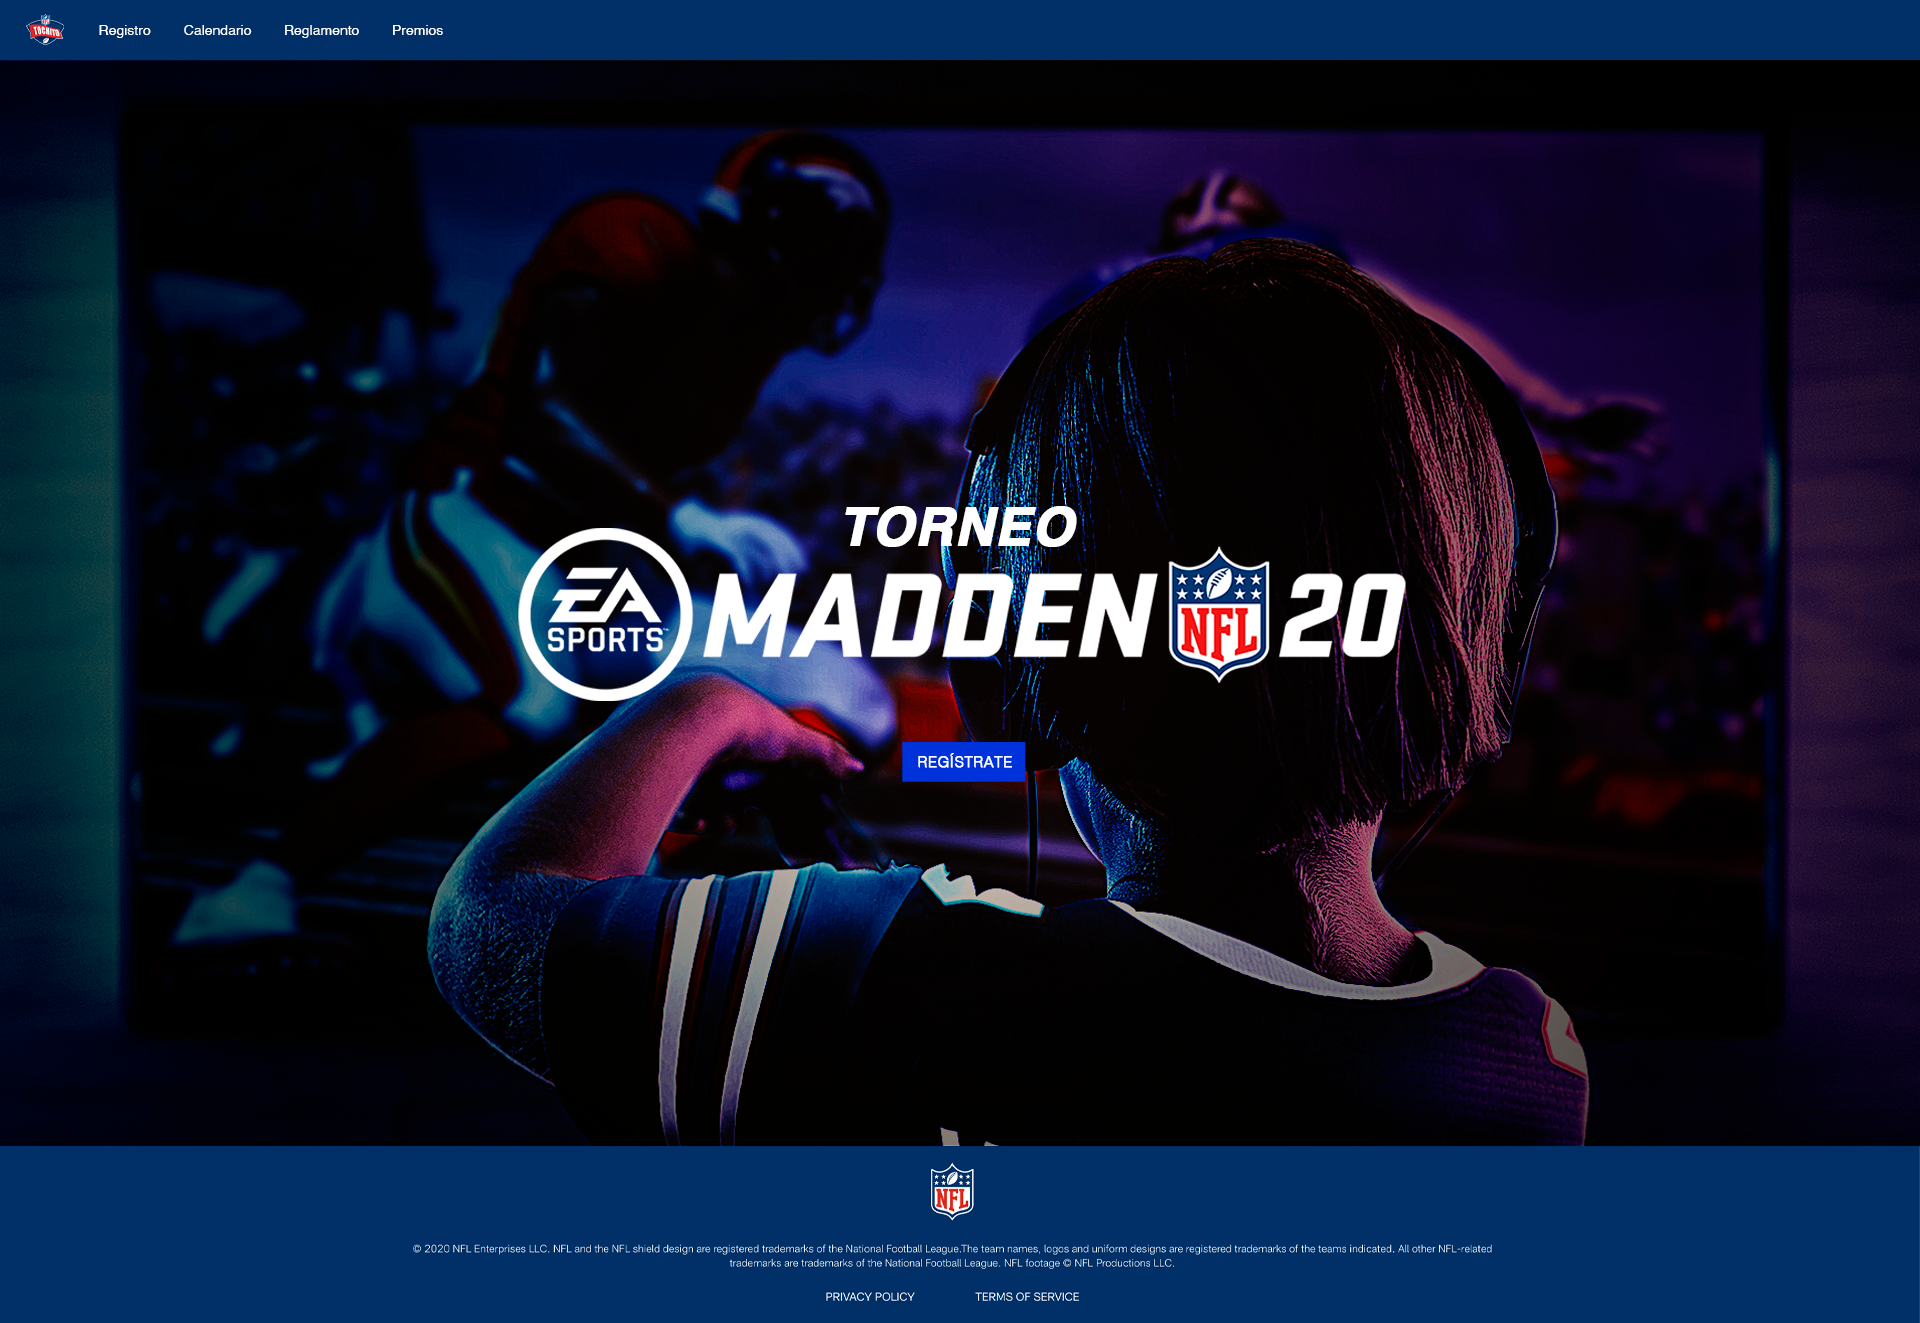 NFL
TOCHITO
Registro
Calendario
Reglamento
Premios
TORNEO
EA
SPORTS™
MADDEN NFL 20
REGÍSTRATE
NFL
© 2020 NFL Enterprises LLC. NFL and the NFL shield design are registered trademarks of the National Football League.The team names, logos and uniform designs are registered trademarks of the teams indicated. All other NFL-related
trademarks are trademarks of the National Football League. NFL footage © NFL Productions LLC.
PRIVACY POLICY
TERMS OF SERVICE